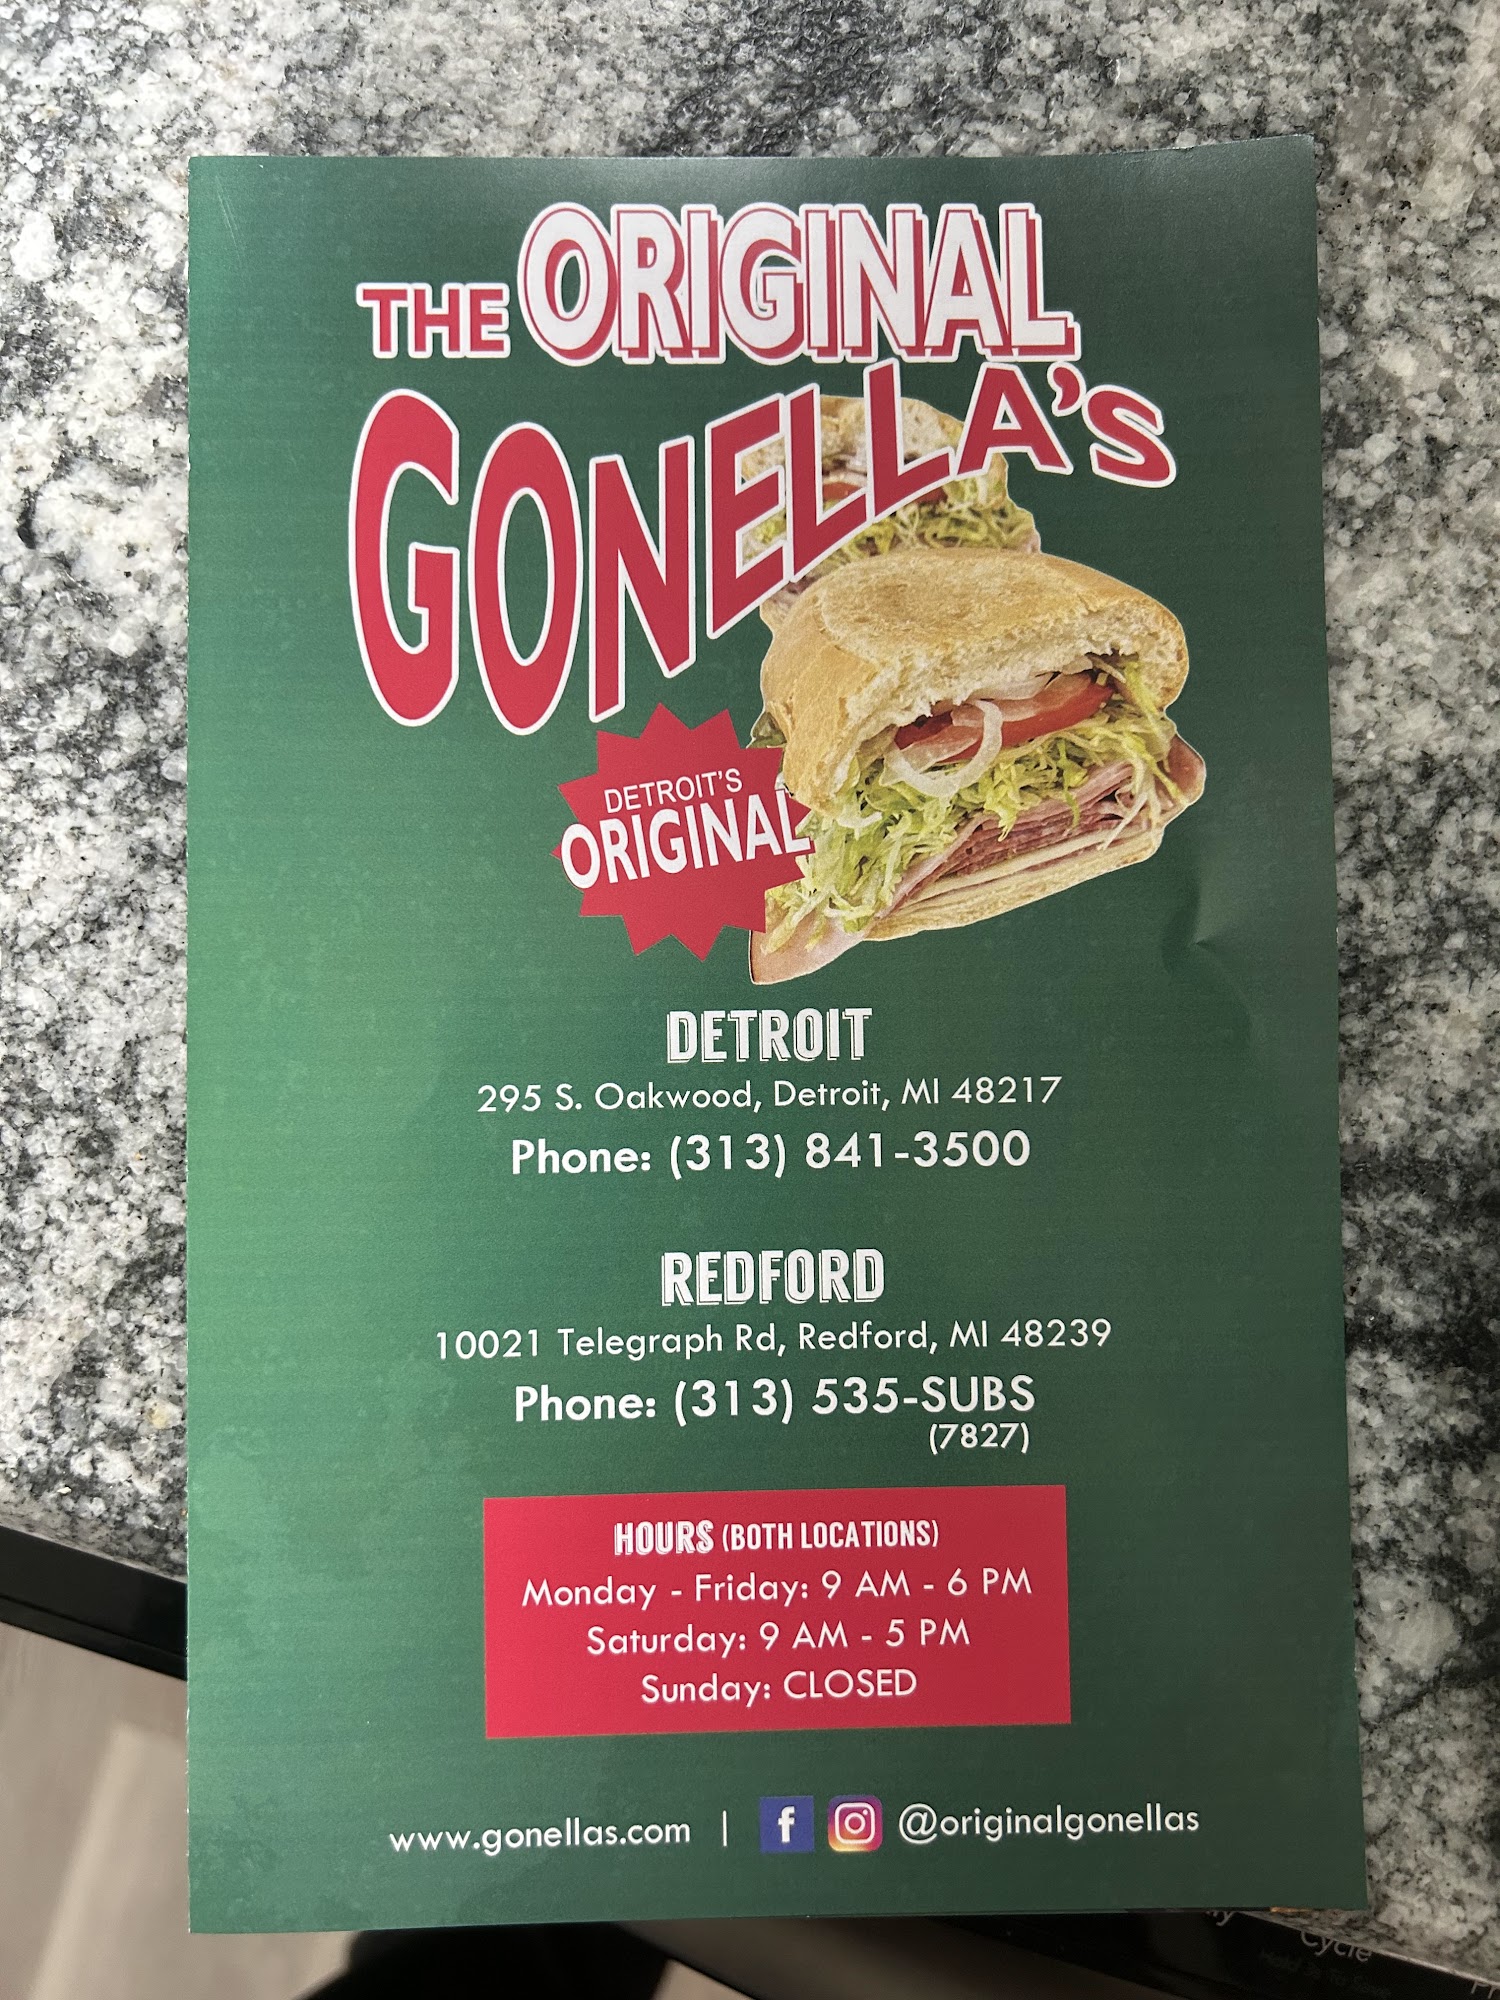 THE ORIGINAL
GONELLA'S
DETROIT'S
ORIGINAL
DETROIT
295 S. Oakwood, Detroit, MI 48217
Phone: (313) 841-3500
REDFORD
10021 Telegraph Rd, Redford, MI 48239
Phone: (313) 535-SUBS
(7827)
HOURS (BOTH LOCATIONS)
Monday - Friday: 9 AM - 6 PM
Saturday: 9 AM - 5 PM
Sunday: CLOSED
www.gonellas.com | f @originalgonellas
Cycle